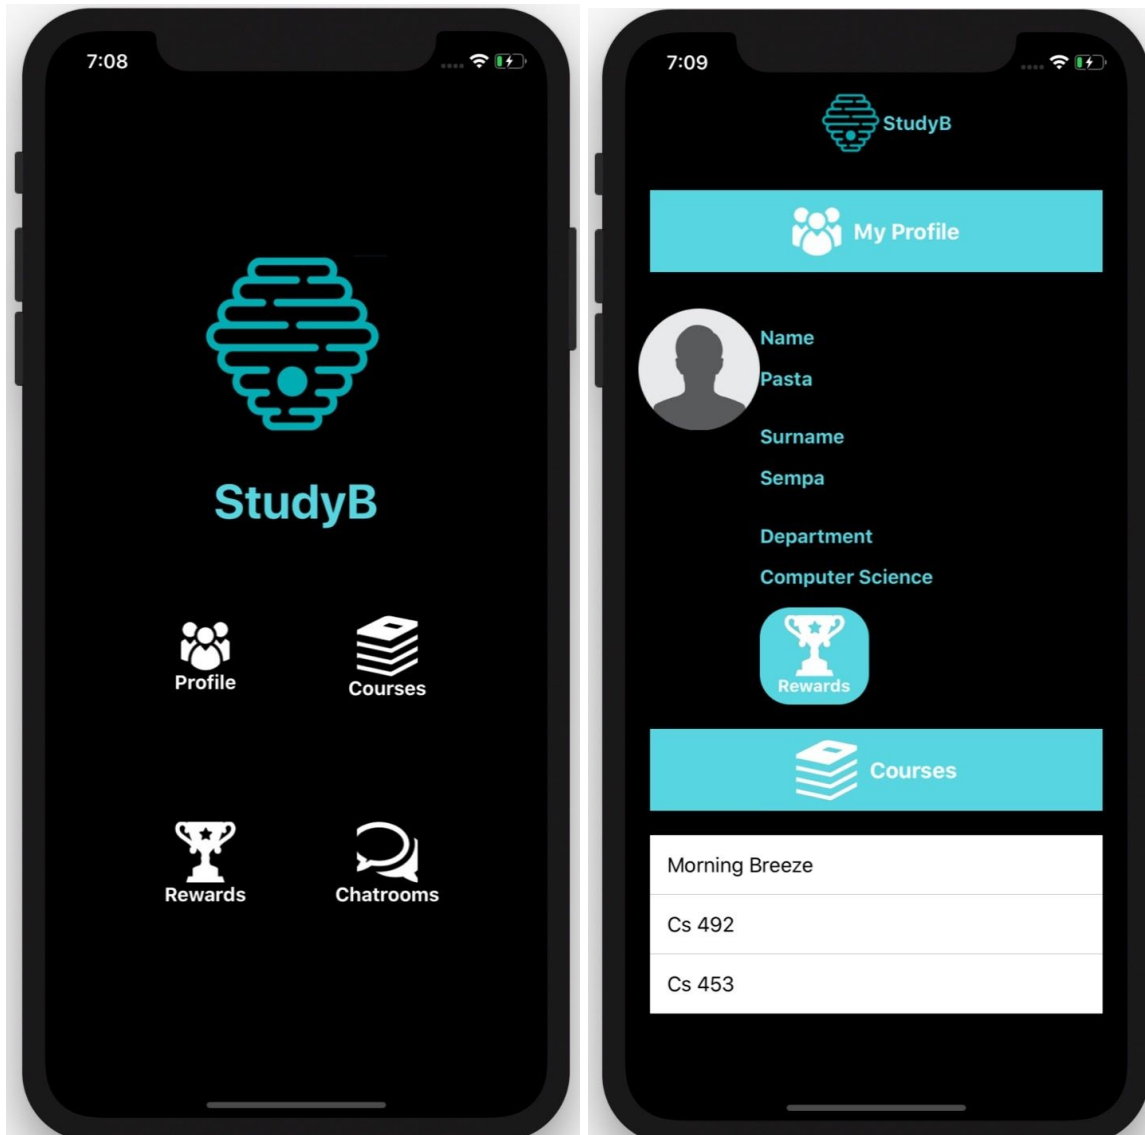 7:08
StudyB
Profile
Courses
Rewards
Chatrooms
7:09
StudyB
My Profile
Name
Pasta
Surname
Sempa
Department
Computer Science
Rewards
Courses
Morning Breeze
Cs 492
Cs 453